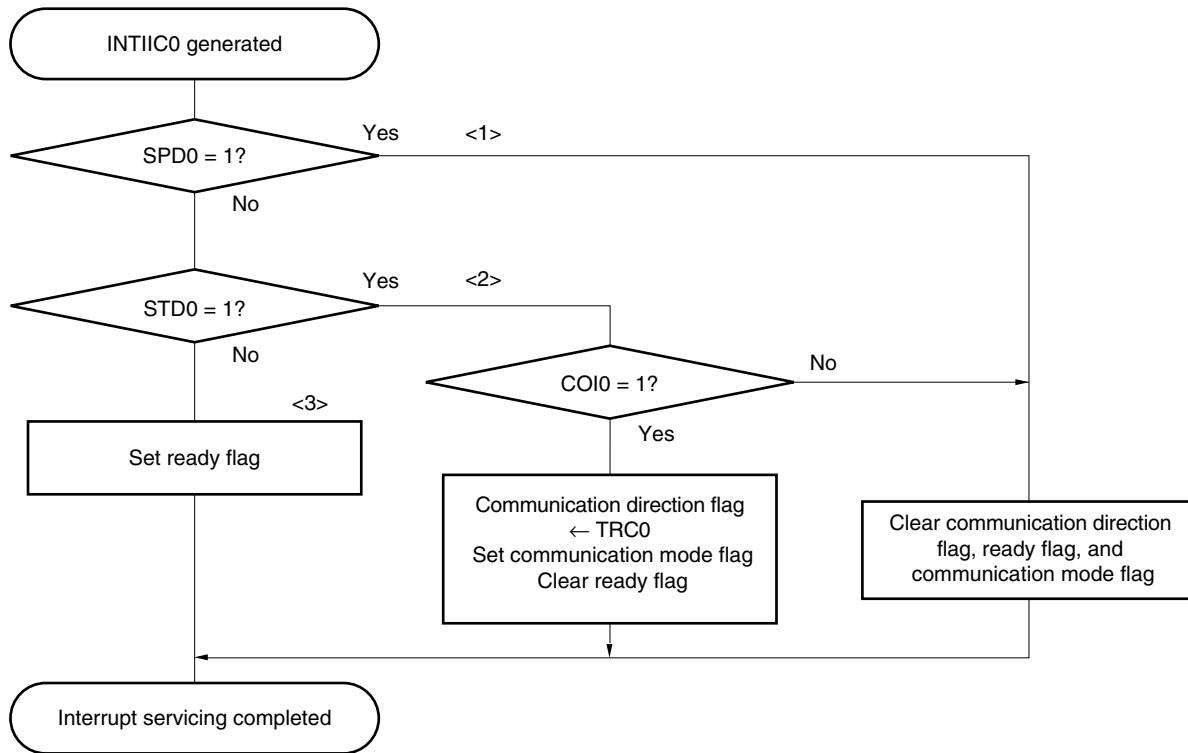 INTIIC0 generated
Yes
<1>
SPD0 = 1?
No
Yes
<2>
STD0 = 1?
No
COI0 = 1?
No
Yes
<3>
Set ready flag
Communication direction flag
← TRC0
Set communication mode flag
Clear ready flag
Clear communication direction
flag, ready flag, and
communication mode flag
Interrupt servicing completed